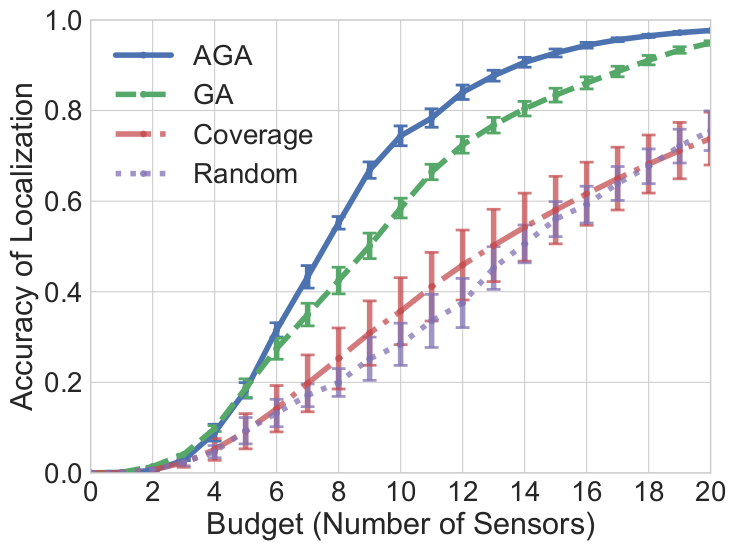 1.0
0.8
0.6
0.4
0.2
0.0
Accuracy of Localization
AGA
GA
Coverage
Random
0 2 4 6 8 10 12 14 16 18 20
Budget (Number of Sensors)